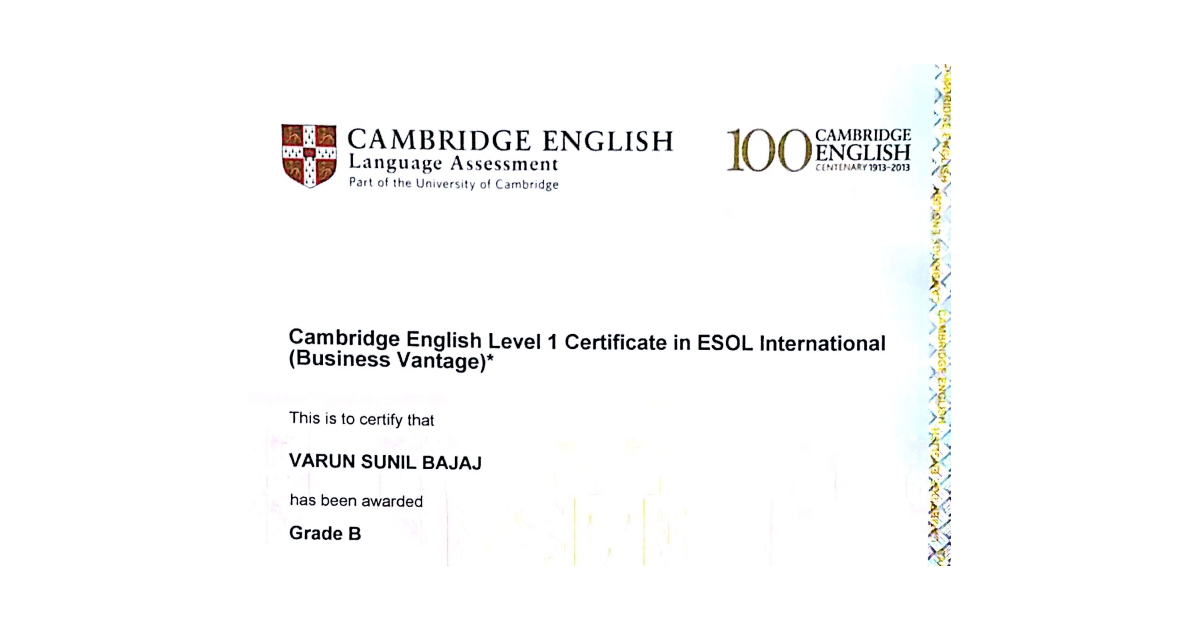 CAMBRIDGE ENGLISH
Language Assessment
Part of the University of Cambridge
100 CAMBRIDGE
ENGLISH
CENTENARY 1913–2013
Cambridge English Level 1 Certificate in ESOL International
(Business Vantage)*
This is to certify that
VARUN SUNIL BAJAJ
has been awarded
Grade B
CAMBRIDGE ENGLISH